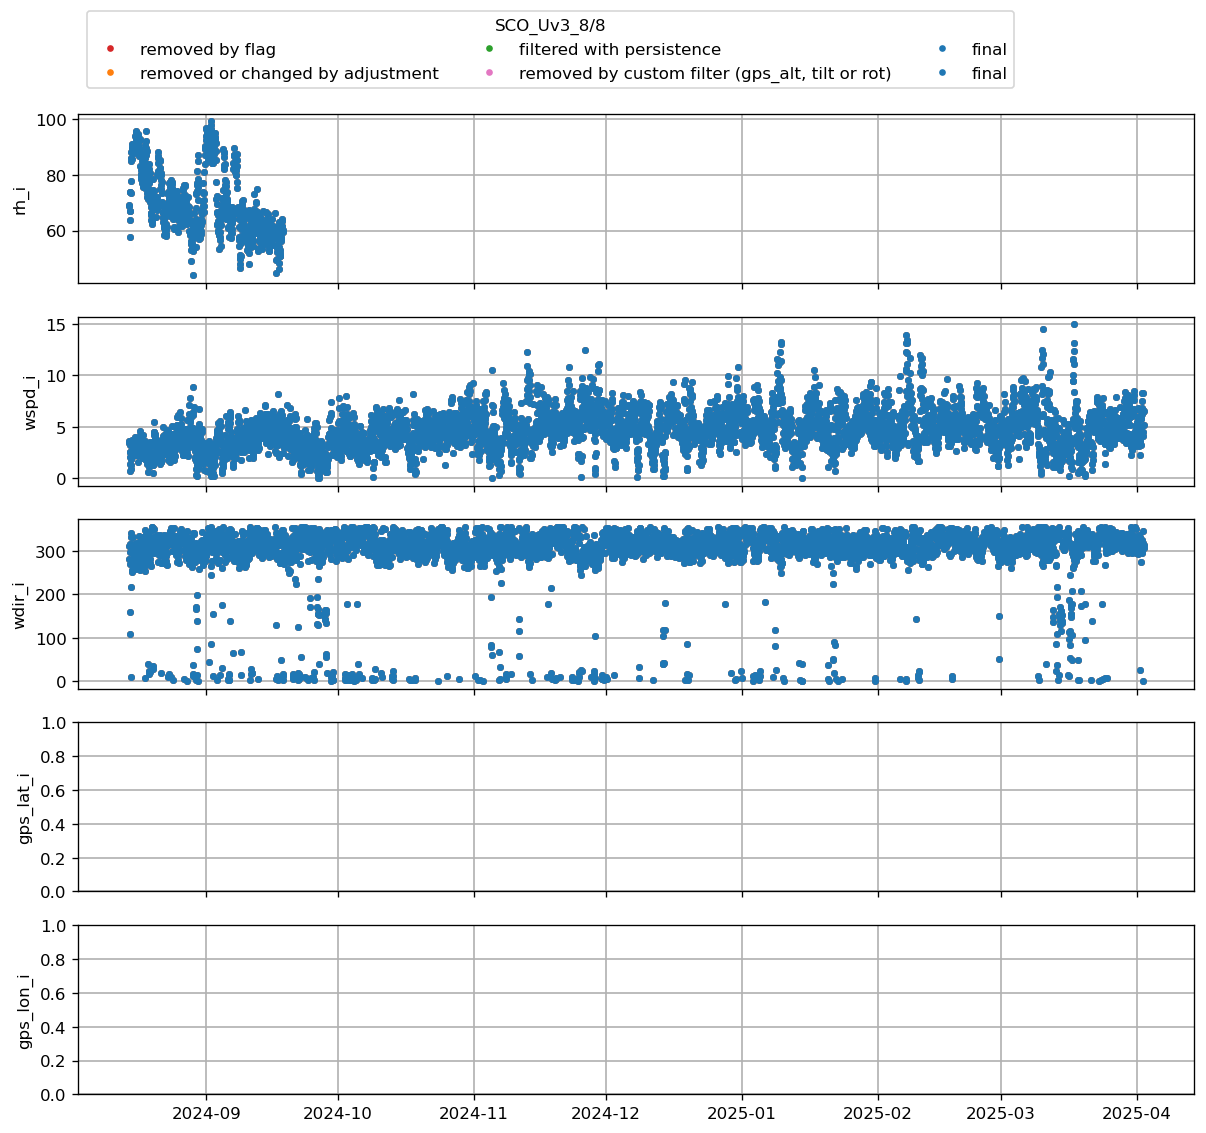 SCO_Uv3_8/8
removed by flag
filtered with persistence
final
removed or changed by adjustment
removed by custom filter (gps_alt, tilt or rot)
final
100
80
60
rh_i
15
10
5
0
wspd_i
300
200
100
0
wdir_i
1.0
0.8
0.6
0.4
0.2
0.0
gps_lat_i
1.0
0.8
0.6
0.4
0.2
0.0
gps_lon_i
2024-09 2024-10 2024-11 2024-12 2025-01 2025-02 2025-03 2025-04